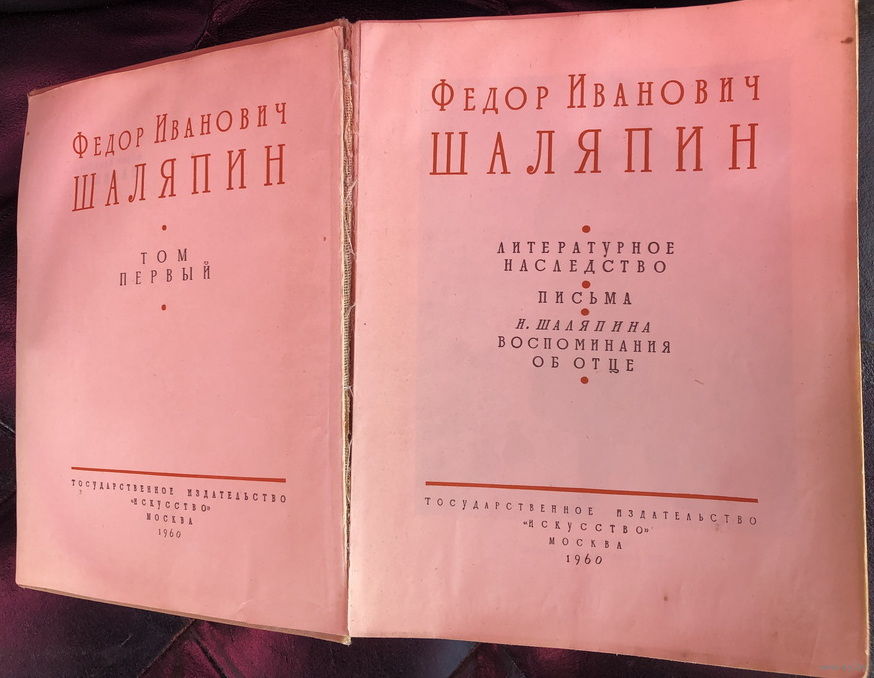 ФЕДОР ИВАНОВИЧ
ШАЛЯПИН
ТОМ
ПЕРВЫЙ
ГОСУДАРСТВЕННОЕ ИЗДАТЕЛЬСТВО
«ИСКУССТВО»
МОСКВА
1960
ФЕДОР ИВАНОВИЧ
ШАЛЯПИН
ЛИТЕРАТУРНОЕ
НАСЛЕДСТВО
ПИСЬМА
И. ШАЛЯПИНА
ВОСПОМИНАНИЯ
ОБ ОТЦЕ
ГОСУДАРСТВЕННОЕ ИЗДАТЕЛЬСТВО
«ИСКУССТВО»
МОСКВА
1960